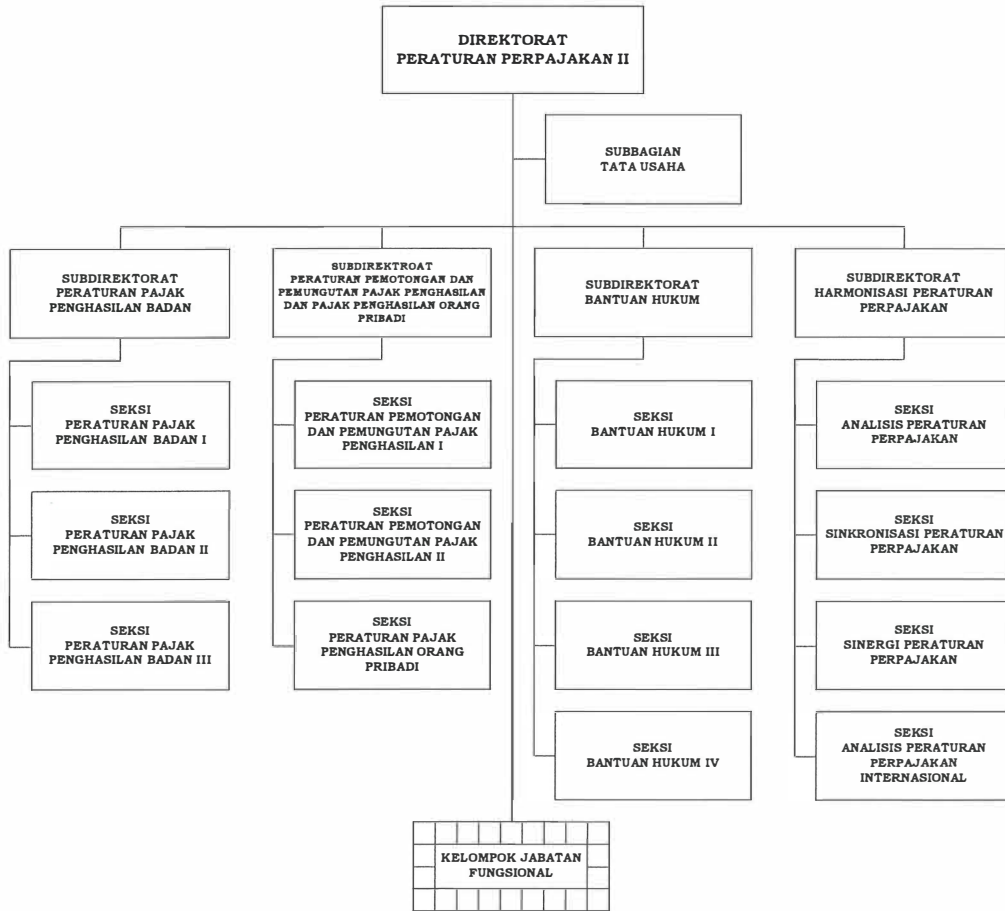 DIREKTORAT
PERATURAN PERPAJAKAN II
SUBBAGIAN
TATA USAHA
SUBDIREKTORAT
PERATURAN PAJAK
PENGHASILAN BADAN
SUBDIREKTROAT
PERATURAN PEMOTONGAN DAN
PEMUNGUTAN PAJAK PENGHASILAN
DAN PAJAK PENGHASILAN ORANG
PRIBADI
SUBDIREKTORAT
BANTUAN HUKUM
SUBDIREKTORAT
HARMONISASI PERATURAN
PERPAJAKAN
SEKSI
PERATURAN PAJAK
PENGHASILAN BADAN I
SEKSI
PERATURAN PEMOTONGAN
DAN PEMUNGUTAN PAJAK
PENGHASILAN I
SEKSI
BANTUAN HUKUM I
SEKSI
ANALISIS PERATURAN
PERPAJAKAN
SEKSI
PERATURAN PAJAK
PENGHASILAN BADAN II
SEKSI
PERATURAN PEMOTONGAN
DAN PEMUNGUTAN PAJAK
PENGHASILAN II
SEKSI
BANTUAN HUKUM II
SEKSI
SINKRONISASI PERATURAN
PERPAJAKAN
SEKSI
PERATURAN PAJAK
PENGHASILAN BADAN III
SEKSI
PERATURAN PAJAK
PENGHASILAN ORANG
PRIBADI
SEKSI
BANTUAN HUKUM III
SEKSI
SINERGI PERATURAN
PERPAJAKAN
SEKSI
BANTUAN HUKUM IV
SEKSI
ANALISIS PERATURAN
PERPAJAKAN
INTERNASIONAL
KELOMPOK JABATAN
FUNGSIONAL